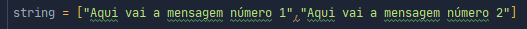 string = ["Aqui vai a mensagem número 1","Aqui vai a mensagem número 2"]